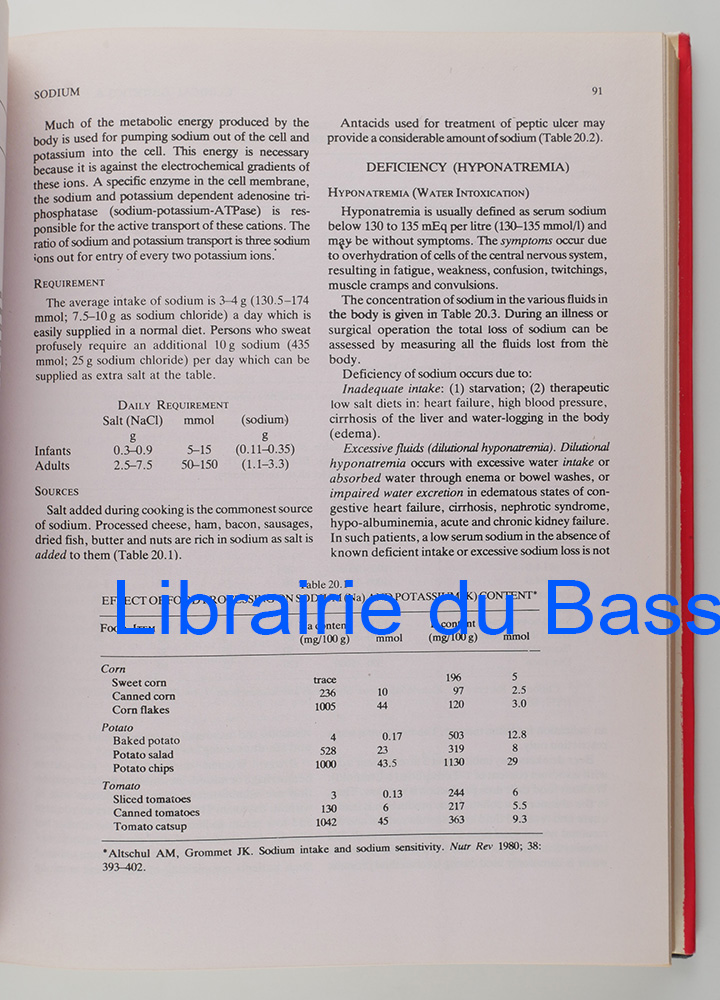 SODIUM
91
Much of the metabolic energy produced by the
body is used for pumping sodium out of the cell and
potassium into the cell. This energy is necessary
because it is against the electrochemical gradients of
these ions. A specific enzyme in the cell membrane,
the sodium and potassium dependent adenosine tri-
phosphatase (sodium-potassium-ATPase) is res-
ponsible for the active transport of these cations. The
ratio of sodium and potassium transport is three sodium
ions out for entry of every two potassium ions.
REQUIREMENT
The average intake of sodium is 3–4 g (130.5–174
mmol; 7.5–10 g as sodium chloride) a day which is
easily supplied in a normal diet. Persons who sweat
profusely require an additional 10 g sodium (435
mmol; 25 g sodium chloride) per day which can be
supplied as extra salt at the table.
DAILY REQUIREMENT
Salt (NaCl) mmol (sodium)
g g
Infants 0.3–0.9 5–15 (0.11–0.35)
Adults 2.5–7.5 50–150 (1.1–3.3)
SOURCES
Salt added during cooking is the commonest source
of sodium. Processed cheese, ham, bacon, sausages,
dried fish, butter and nuts are rich in sodium as salt is
added to them (Table 20.1).
Antacids used for treatment of peptic ulcer may
provide a considerable amount of sodium (Table 20.2).
DEFICIENCY (HYPONATREMIA)
HYPONATREMIA (WATER INTOXICATION)
Hyponatremia is usually defined as serum sodium
below 130 to 135 mEq per litre (130–135 mmol/l) and
may be without symptoms. The symptoms occur due
to overhydration of cells of the central nervous system,
resulting in fatigue, weakness, confusion, twitchings,
muscle cramps and convulsions.
The concentration of sodium in the various fluids in
the body is given in Table 20.3. During an illness or
surgical operation the total loss of sodium can be
assessed by measuring all the fluids lost from the
body.
Deficiency of sodium occurs due to:
Inadequate intake: (1) starvation; (2) therapeutic
low salt diets in: heart failure, high blood pressure,
cirrhosis of the liver and water-logging in the body
(edema).
Excessive fluids (dilutional hyponatremia). Dilutional
hyponatremia occurs with excessive water intake or
absorbed water through enema or bowel washes, or
impaired water excretion in edematous states of con-
gestive heart failure, cirrhosis, nephrotic syndrome,
hypo-albuminemia, acute and chronic kidney failure.
In such patients, a low serum sodium in the absence of
known deficient intake or excessive sodium loss is not
Table 20.1
EFFECT OF FOOD PROCESSING ON SODIUM (Na) AND POTASSIUM (K) CONTENT*
Librairie du Bass
content content
(mg/100 g) mmol (mg/100 g) mmol
Corn
Sweet corn trace 196 5
Canned corn 236 10 97 2.5
Corn flakes 1005 44 120 3.0
Potato
Baked potato 4 0.17 503 12.8
Potato salad 528 23 319 8
Potato chips 1000 43.5 1130 29
Tomato
Sliced tomatoes 3 0.13 244 6
Canned tomatoes 130 6 217 5.5
Tomato catsup 1042 45 363 9.3
*Altschul AM, Grommet JK. Sodium intake and sodium sensitivity. Nutr Rev 1980; 38:
393–402.